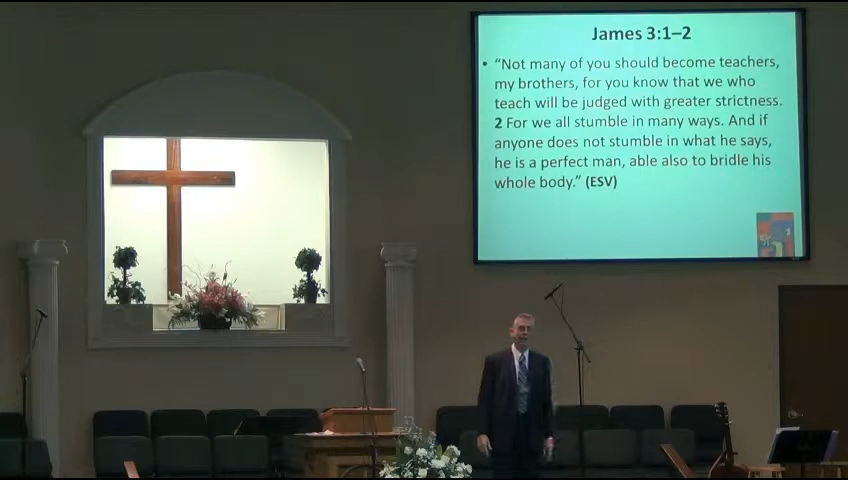 James 3:1–2
• “Not many of you should become teachers,
my brothers, for you know that we who
teach will be judged with greater strictness.
2 For we all stumble in many ways. And if
anyone does not stumble in what he says,
he is a perfect man, able also to bridle his
whole body.” (ESV)